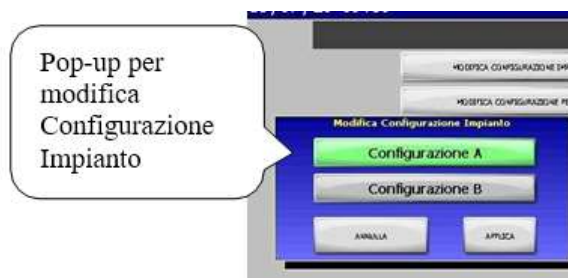 Pop-up per
modifica
Configurazione
Impianto
MODIFICA CONFIGURAZIONE
MODIFICA CONFIGURAZIONE
Modifica Configurazione Impianto
Configurazione A
Configurazione B
ANNULLA
APPLICA